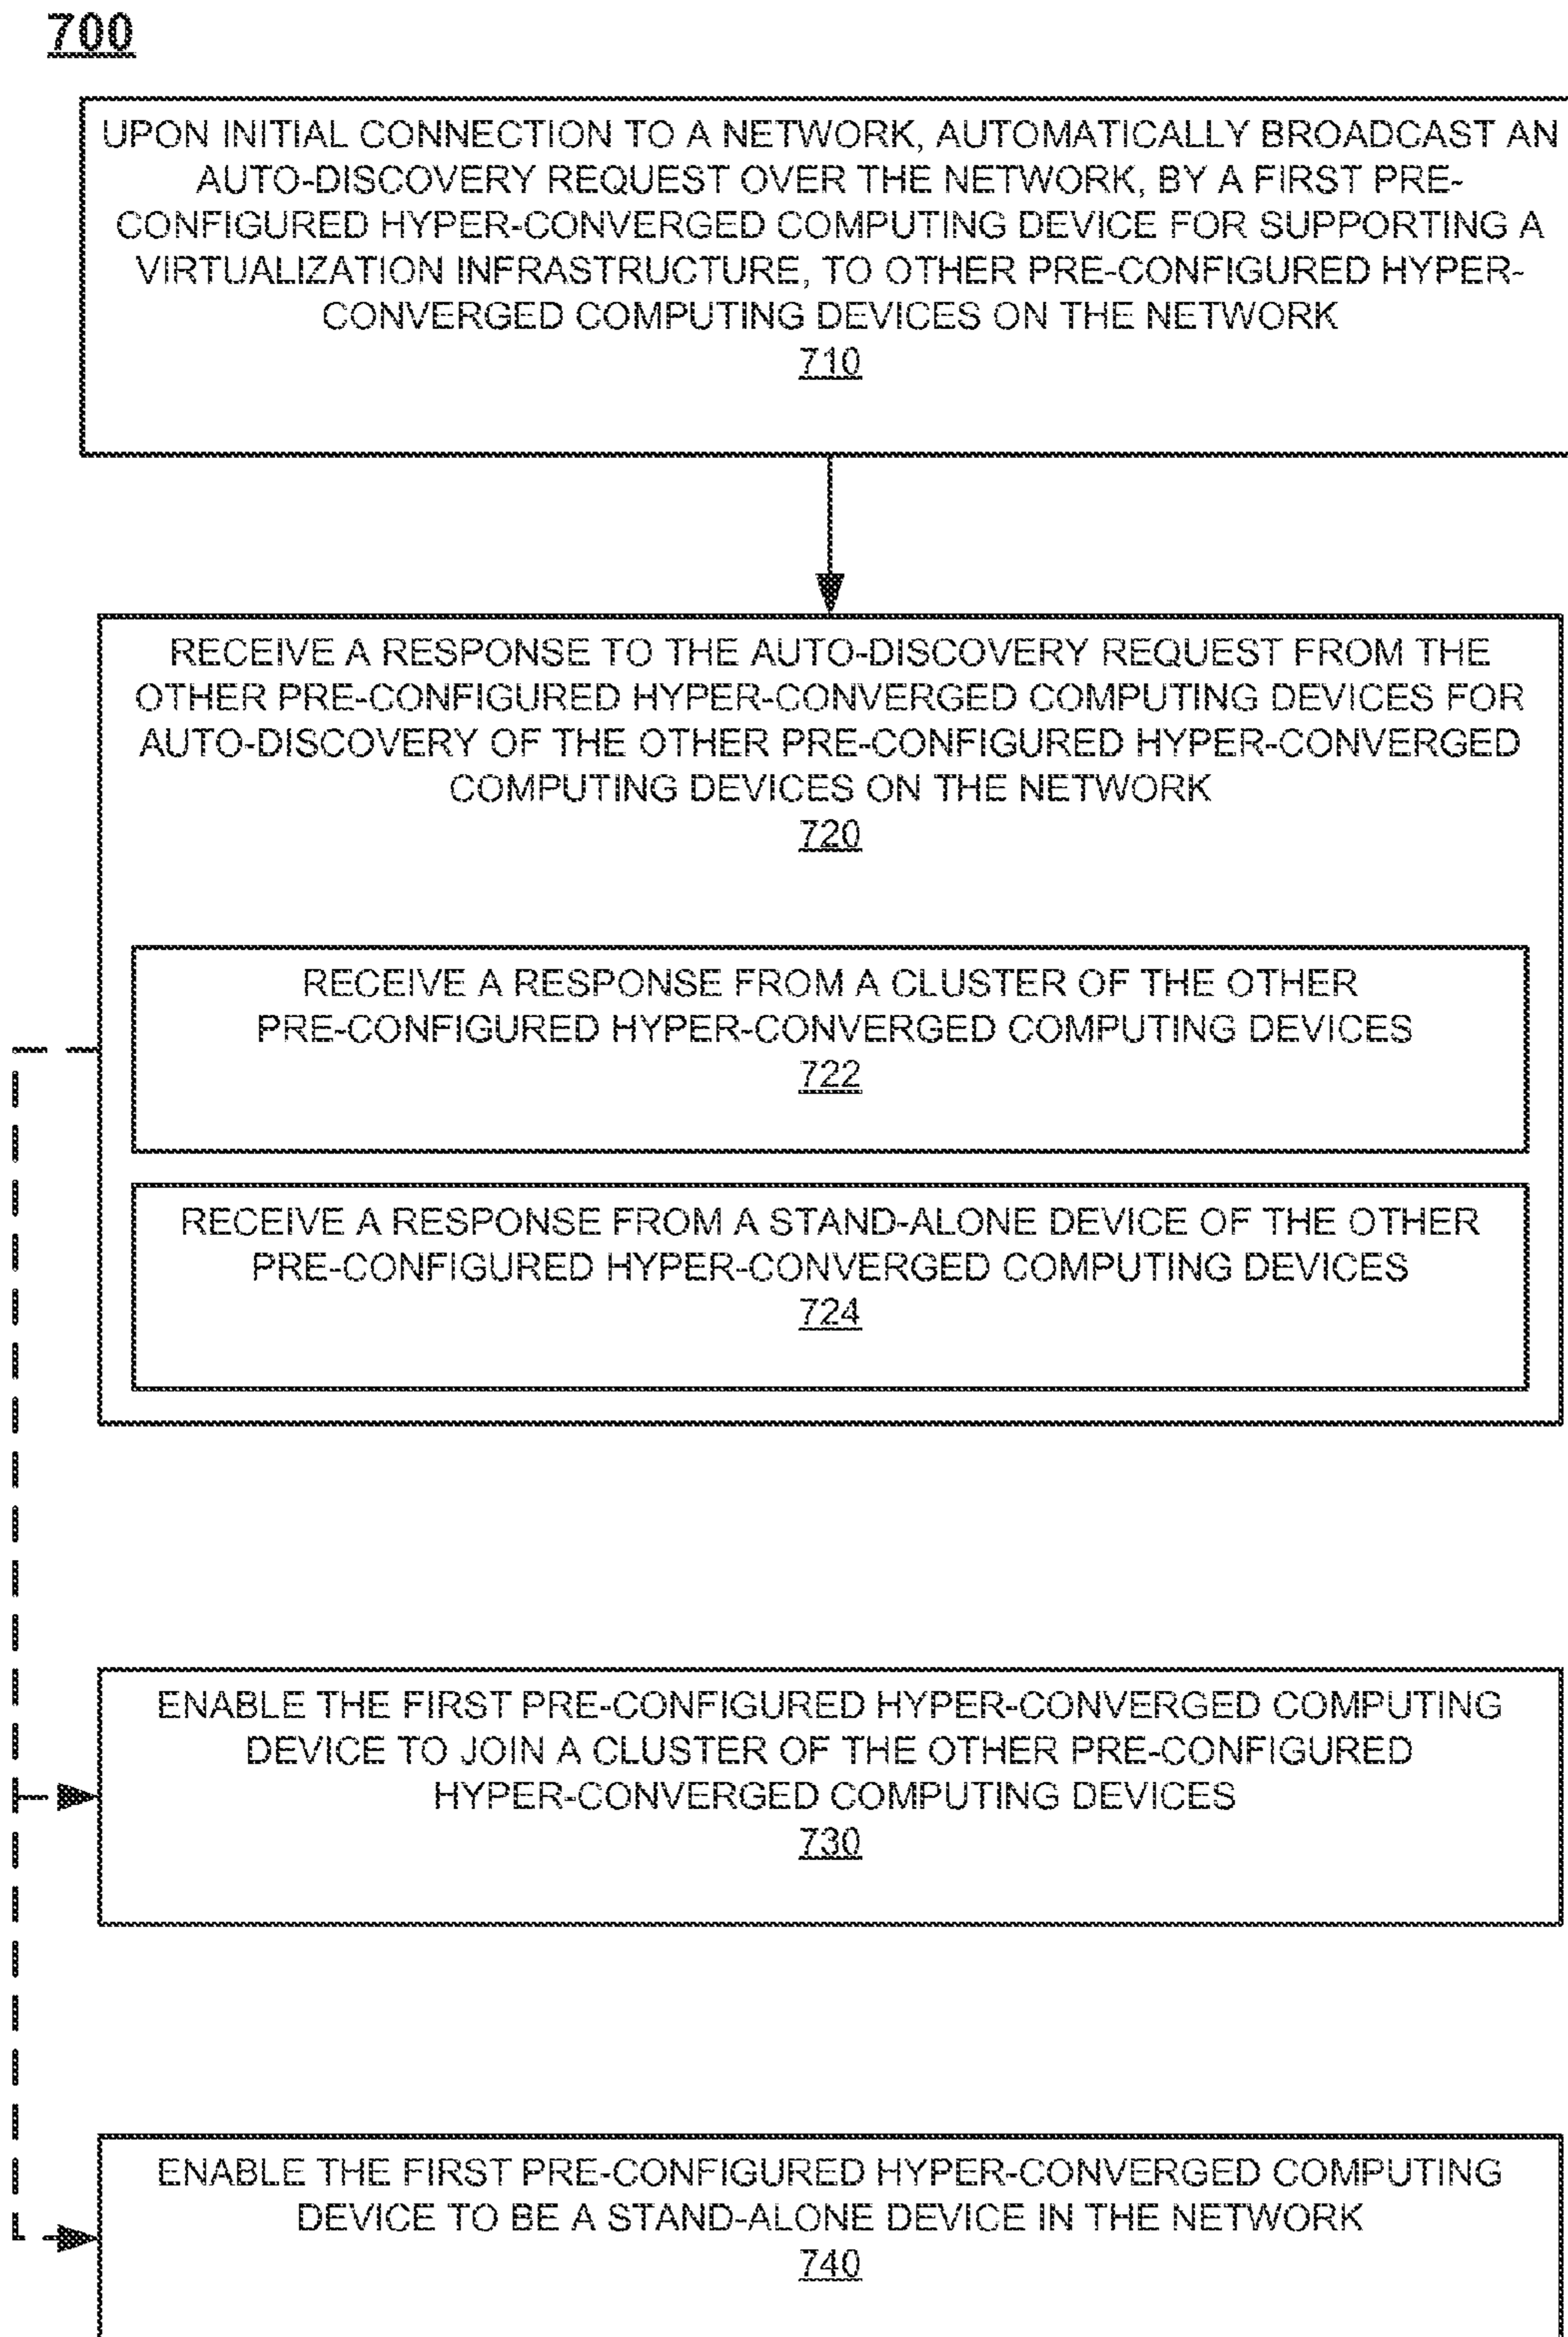 700
UPON INITIAL CONNECTION TO A NETWORK, AUTOMATICALLY BROADCAST AN
AUTO-DISCOVERY REQUEST OVER THE NETWORK, BY A FIRST PRE-
CONFIGURED HYPER-CONVERGED COMPUTING DEVICE FOR SUPPORTING A
VIRTUALIZATION INFRASTRUCTURE, TO OTHER PRE-CONFIGURED HYPER-
CONVERGED COMPUTING DEVICES ON THE NETWORK
710
RECEIVE A RESPONSE TO THE AUTO-DISCOVERY REQUEST FROM THE
OTHER PRE-CONFIGURED HYPER-CONVERGED COMPUTING DEVICES FOR
AUTO-DISCOVERY OF THE OTHER PRE-CONFIGURED HYPER-CONVERGED
COMPUTING DEVICES ON THE NETWORK
720
RECEIVE A RESPONSE FROM A CLUSTER OF THE OTHER
PRE-CONFIGURED HYPER-CONVERGED COMPUTING DEVICES
722
RECEIVE A RESPONSE FROM A STAND-ALONE DEVICE OF THE OTHER
PRE-CONFIGURED HYPER-CONVERGED COMPUTING DEVICES
724
ENABLE THE FIRST PRE-CONFIGURED HYPER-CONVERGED COMPUTING
DEVICE TO JOIN A CLUSTER OF THE OTHER PRE-CONFIGURED
HYPER-CONVERGED COMPUTING DEVICES
730
ENABLE THE FIRST PRE-CONFIGURED HYPER-CONVERGED COMPUTING
DEVICE TO BE A STAND-ALONE DEVICE IN THE NETWORK
740